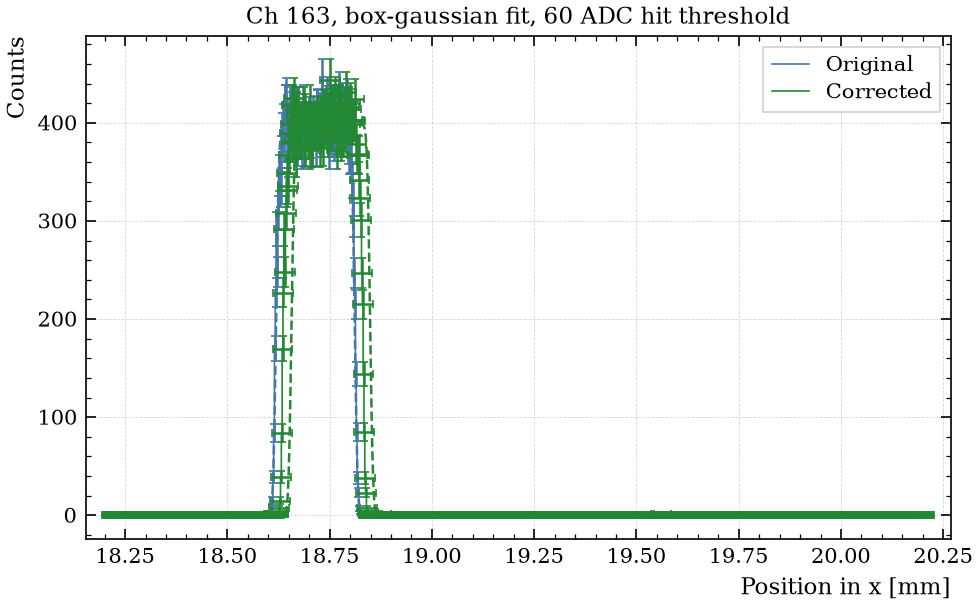 Ch 163, box-gaussian fit, 60 ADC hit threshold
Counts
Original
Corrected
400
300
200
100
0
18.25 18.50 18.75 19.00 19.25 19.50 19.75 20.00 20.25
Position in x [mm]